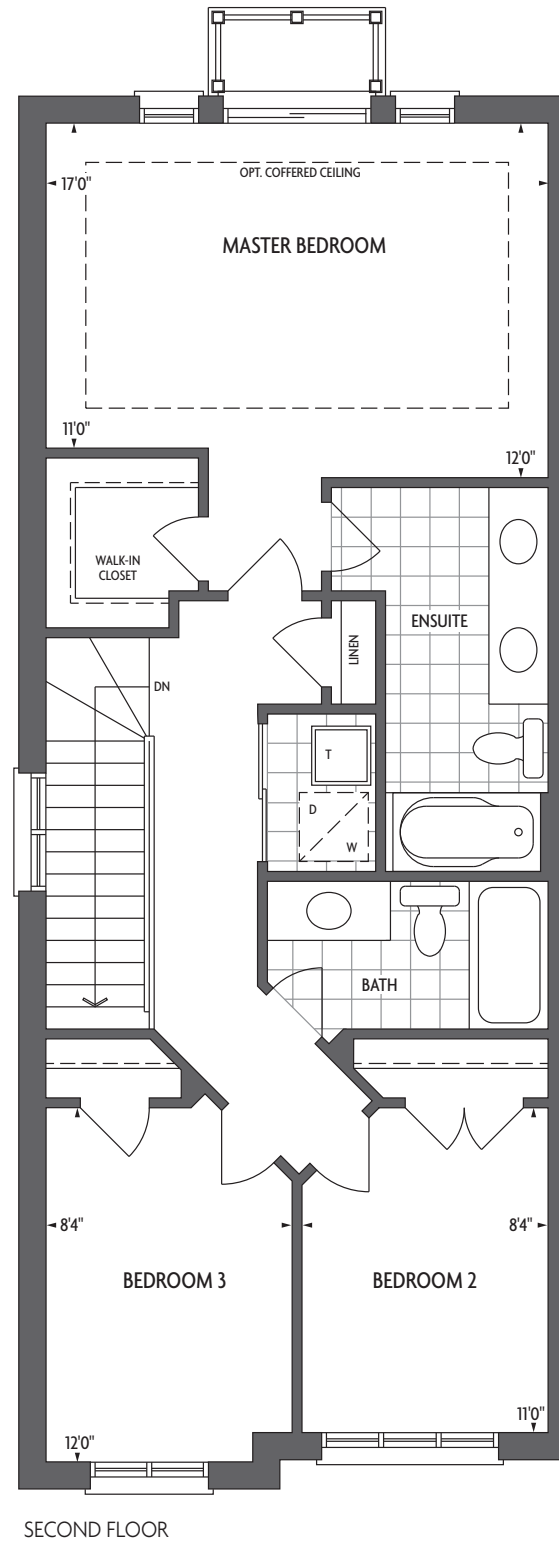 OPT. COFFERED CEILING
17'0"
MASTER BEDROOM
11'0"
12'0"
WALK-IN
CLOSET
ENSUITE
LINEN
DN
T
D
W
BATH
8'4"
8'4"
BEDROOM 3
BEDROOM 2
11'0"
12'0"
SECOND FLOOR